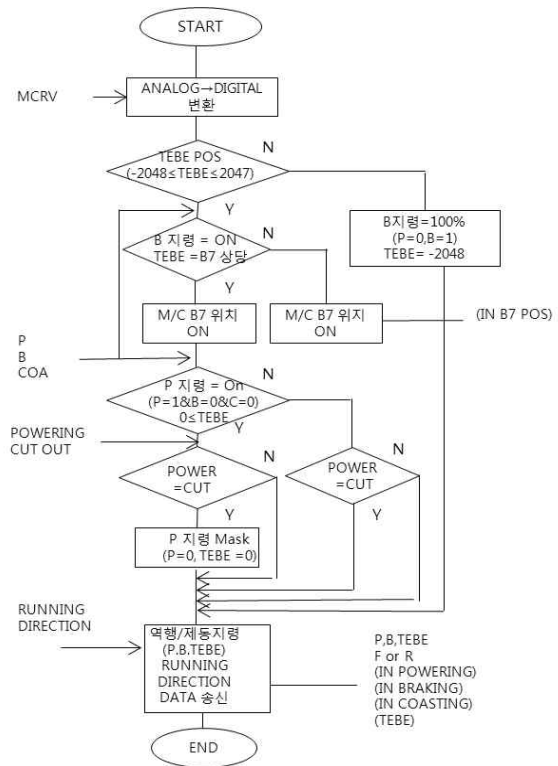 START
MCRV
ANALOG→DIGITAL
변환
N
TEBE POS
(-2048≤TEBE≤2047)
Y
B지령=100%
(P=0,B=1)
TEBE= -2048
B 지령 = ON
TEBE =B7 상당
N
Y
M/C B7 위치
ON
M/C B7 위치
ON
(IN B7 POS)
P
B
COA
P 지령 = On
(P=1&B=0&C=0)
0≤TEBE
N
Y
POWERING
CUT OUT
POWER
=CUT
N
Y
POWER
=CUT
N
Y
P 지령 Mask
(P=0, TEBE =0)
RUNNING
DIRECTION
역행/제동지령
(P.B.TEBE)
RUNNING
DIRECTION
DATA 송신
P,B,TEBE
F or R
(IN POWERING)
(IN BRAKING)
(IN COASTING)
(TEBE)
END